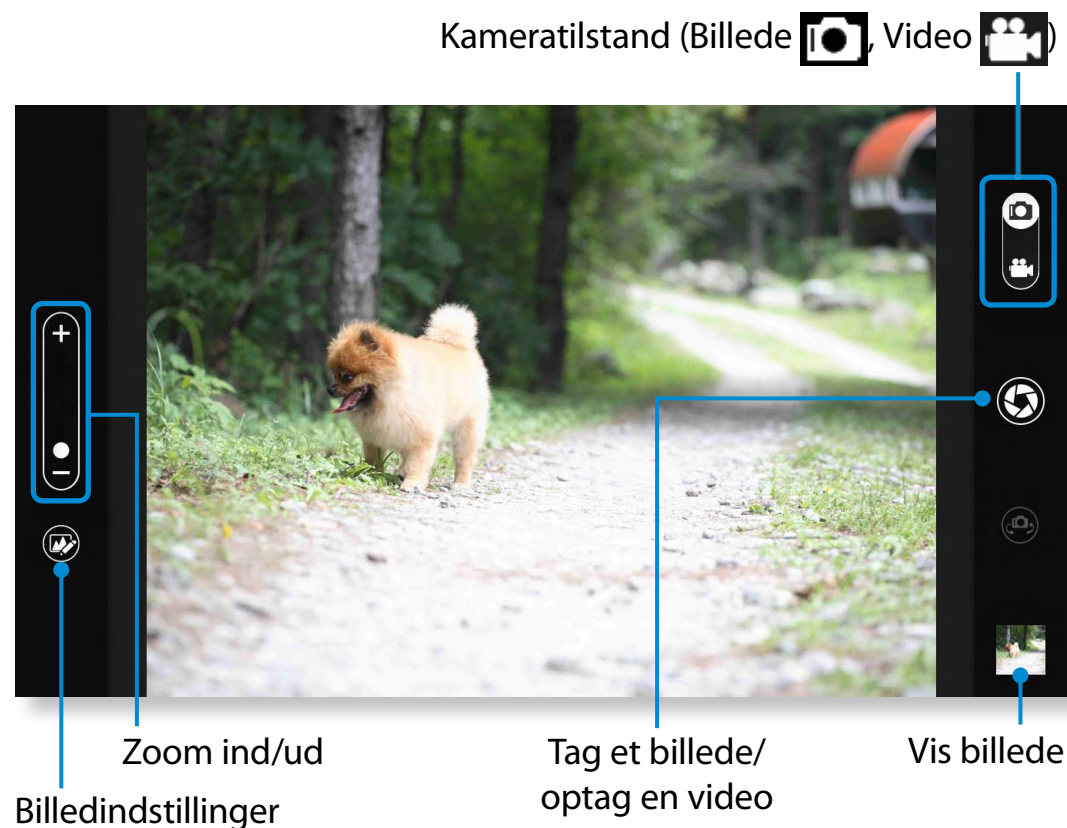 Kameratilstand (Billede , Video )
Zoom ind/ud
Tag et billede/
optag en video
Vis billede
Billedindstillinger